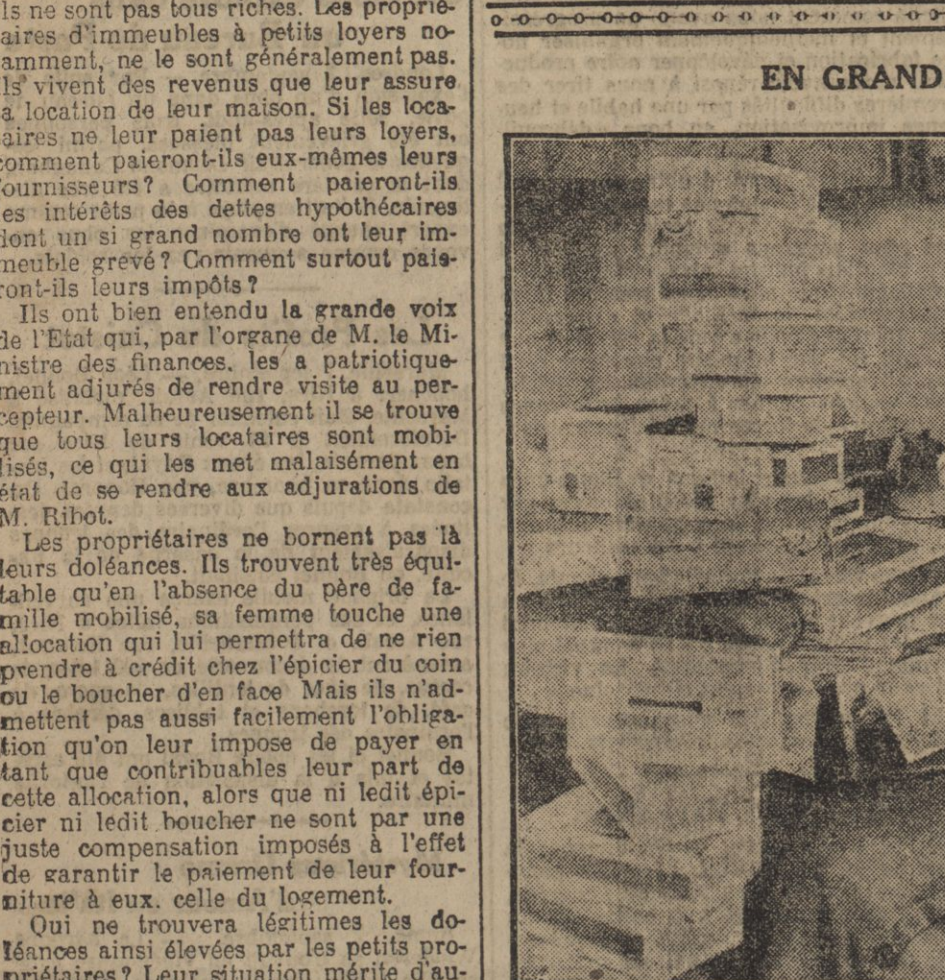 ls ne sont pas tous riches. Les proprié-
aires d'immeubles à petits loyers no-
amment, ne le sont généralement pas.
ls vivent des revenus que leur assure
a location de leur maison. Si les loca-
aires ne leur paient pas leurs loyers,
comment paieront-ils eux-mêmes leurs
fournisseurs? Comment paieront-ils
es intérêts des dettes hypothécaires
dont un si grand nombre ont leur im-
meuble grevé? Comment surtout paie-
ront-ils leurs impôts?
Ils ont bien entendu la grande voix
de l'Etat qui, par l'organe de M. le Mi-
nistre des finances, les a patriotique-
ment adjurés de rendre visite au per-
cepteur. Malheureusement il se trouve
que tous leurs locataires sont mobi-
lisés, ce qui les met malaisément en
état de se rendre aux adjurations de
M. Ribot.
Les propriétaires ne bornent pas là
leurs doléances. Ils trouvent très équi-
table qu'en l'absence du père de fa-
mille mobilisé, sa femme touche une
allocation qui lui permettra de ne rien
prendre à crédit chez l'épicier du coin
ou le boucher d'en face Mais ils n'ad-
mettent pas aussi facilement l'obliga-
tion qu'on leur impose de payer en
tant que contribuables leur part de
cette allocation, alors que ni ledit épi-
cier ni ledit boucher ne sont par une
juste compensation imposés à l'effet
de garantir le paiement de leur four-
niture à eux. celle du logement.
Qui ne trouvera légitimes les do-
léances ainsi élevées par les petits pro-
priétaires? Leur situation mérite d'au-
EN GRAND